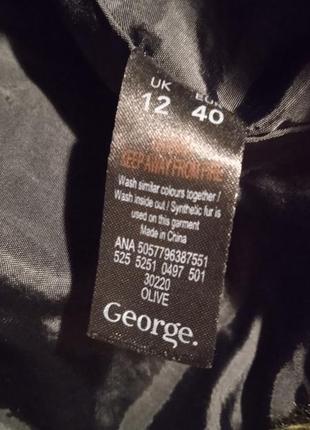 UK EUR
12 40
KEEP AWAY FROM FIRE
Wash similar colours together /
Wash inside out / Synthetic fur is
used on this garment
Made in China
ANA 5057796387551
525 5251 0497 501
30220
OLIVE
George.